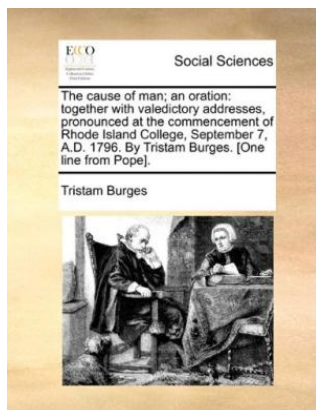 ECCO
Social Sciences
The cause of man; an oration:
together with valedictory addresses,
pronounced at the commencement of
Rhode Island College, September 7,
A.D. 1796. By Tristam Burges. [One
line from Pope].
Tristam Burges